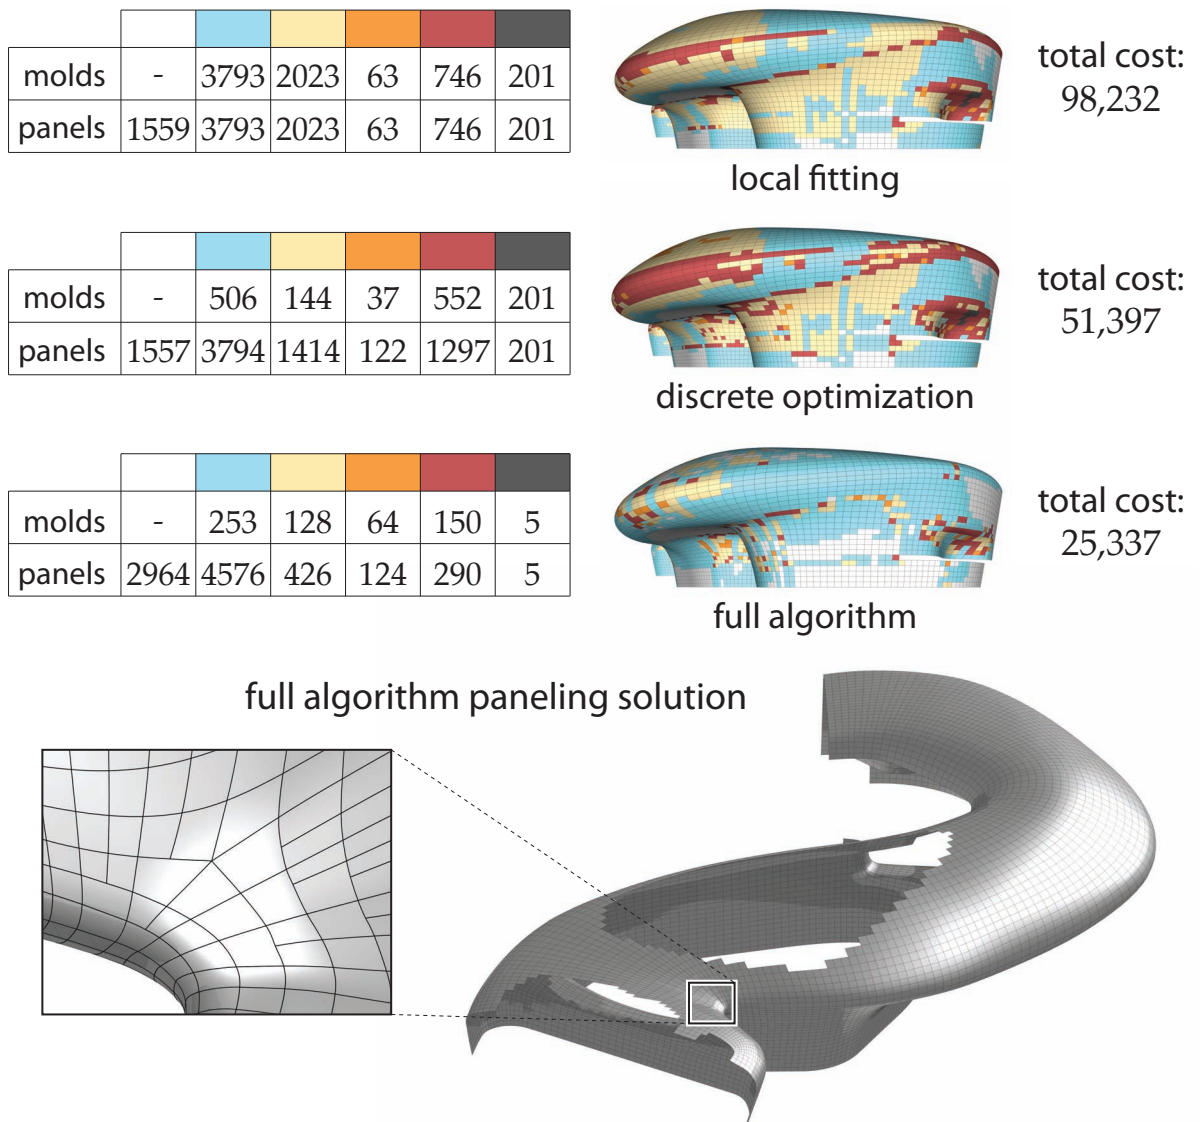 molds - 3793 2023 63 746 201
panels 1559 3793 2023 63 746 201
total cost:
98,232
local fitting
molds - 506 144 37 552 201
panels 1557 3794 1414 122 1297 201
total cost:
51,397
discrete optimization
molds - 253 128 64 150 5
panels 2964 4576 426 124 290 5
total cost:
25,337
full algorithm
full algorithm paneling solution